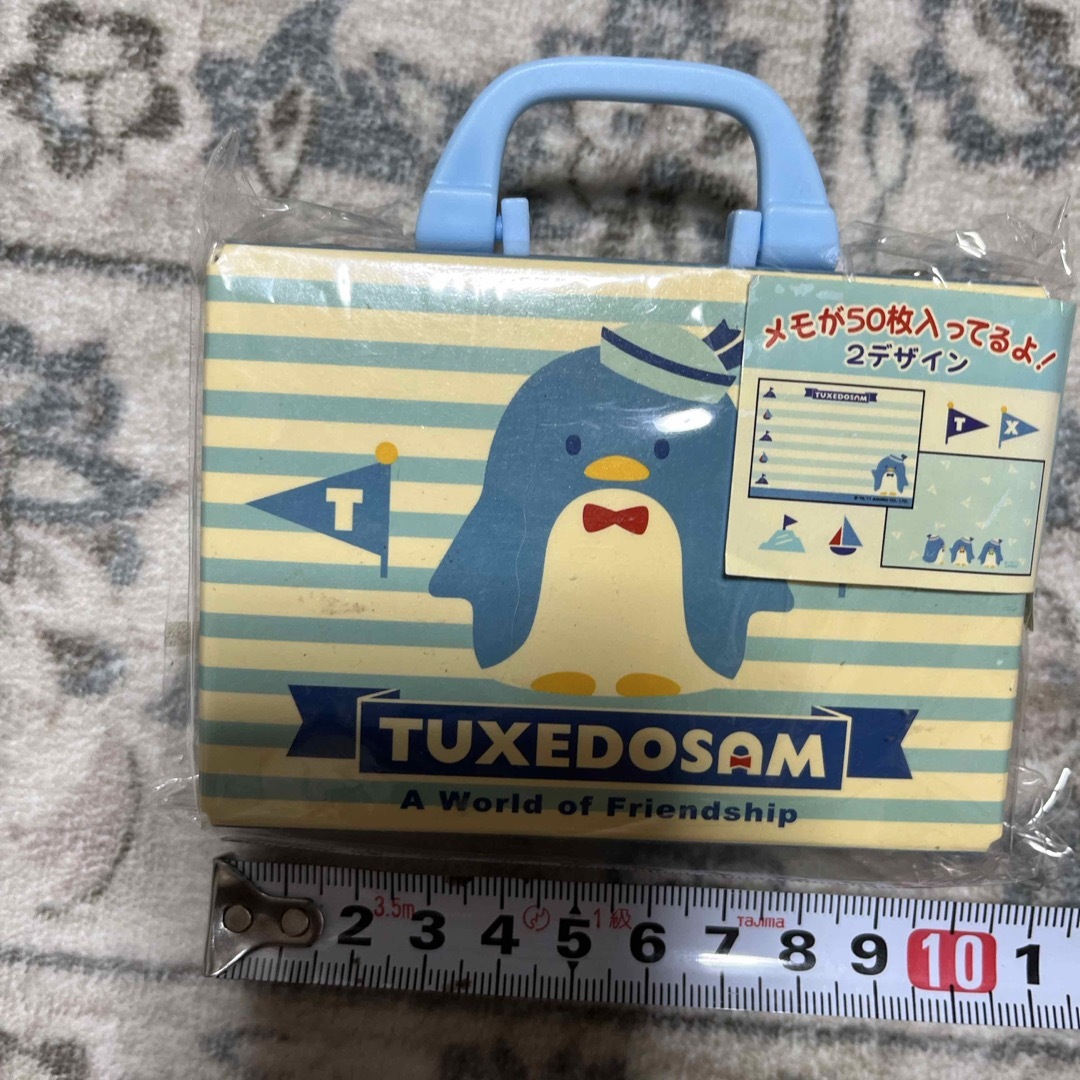 メモが50枚入ってるよ!
2デザイン
TUXEDOSAM
T X
T
TUXEDOSAM
A World of Friendship
3.5m 1級 Tajima
2 3 4 5 6 7 8 9 10 1